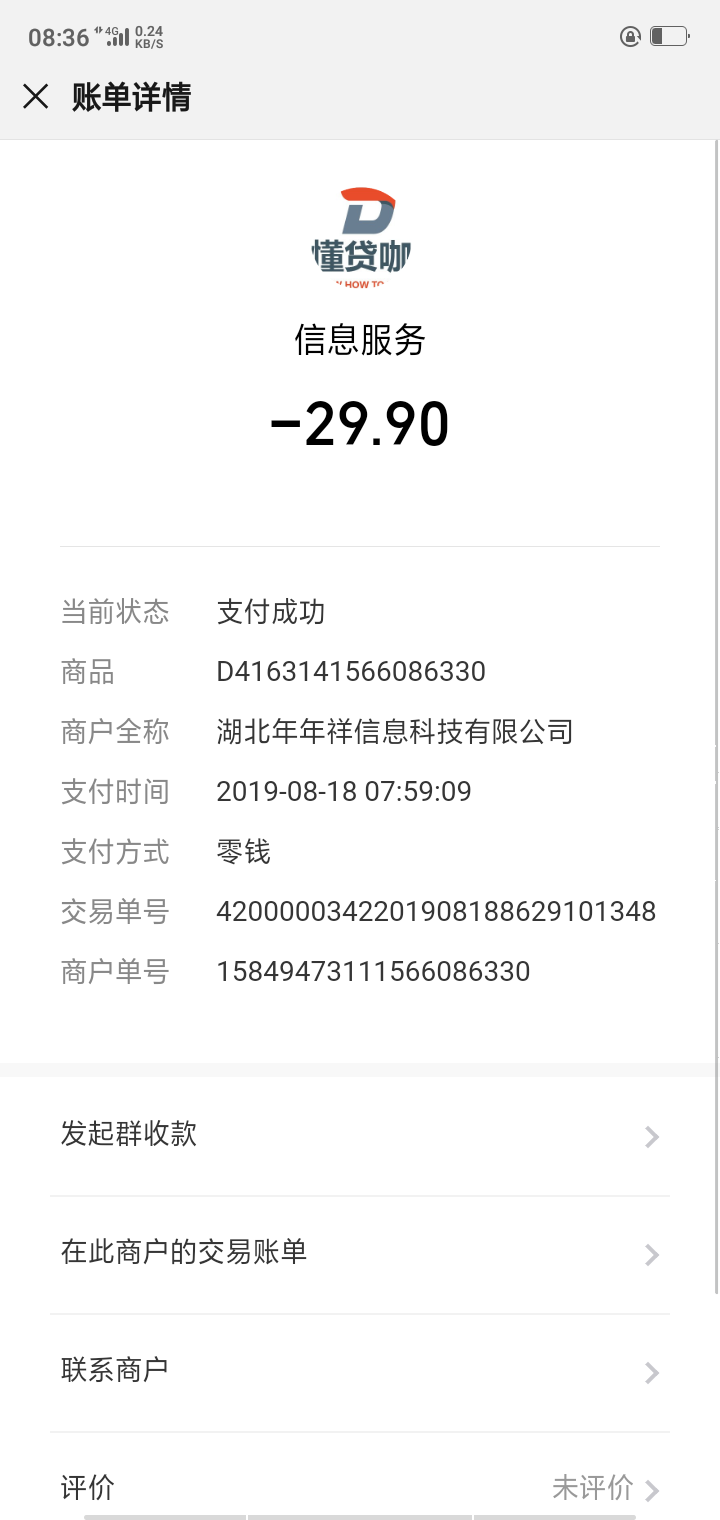 08:36 4G 0.24 KB/S
账单详情
D
懂贷咖
HOW TO
信息服务
-29.90
当前状态 支付成功
商品 D4163141566086330
商户全称 湖北年年祥信息科技有限公司
支付时间 2019-08-18 07:59:09
支付方式 零钱
交易单号 4200000342201908188629101348
商户单号 15849473111566086330
发起群收款
在此商户的交易账单
联系商户
评价 未评价